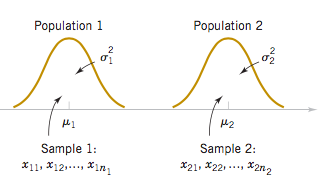 Population 1
Population 2
σ₁²
σ₂²
μ₁
μ₂
Sample 1:
x₁₁, x₁₂,..., x₁ₙ₁
Sample 2:
x₂₁, x₂₂,..., x₂ₙ₂